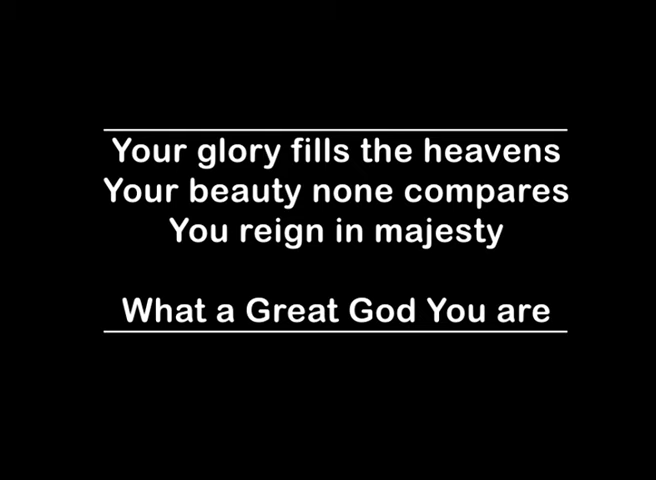 Your glory fills the heavens
Your beauty none compares
You reign in majesty
What a Great God You are